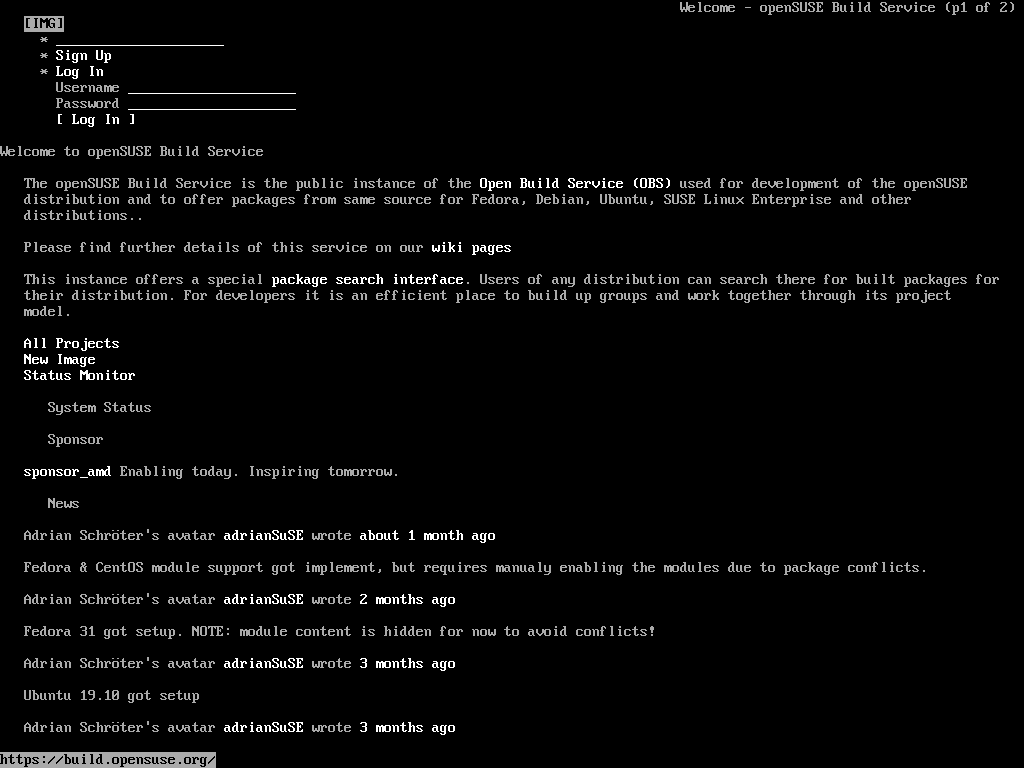 Welcome - openSUSE Build Service (p1 of 2)
[IMG]
* _____________________
* Sign Up
* Log In
Username _____________________
Password _____________________
[ Log In ]
Welcome to openSUSE Build Service
The openSUSE Build Service is the public instance of the Open Build Service (OBS) used for development of the openSUSE
distribution and to offer packages from same source for Fedora, Debian, Ubuntu, SUSE Linux Enterprise and other
distributions..
Please find further details of this service on our wiki pages
This instance offers a special package search interface. Users of any distribution can search there for built packages for
their distribution. For developers it is an efficient place to build up groups and work together through its project
model.
All Projects
New Image
Status Monitor
System Status
Sponsor
sponsor_amd Enabling today. Inspiring tomorrow.
News
Adrian Schröter's avatar adrianSuSE wrote about 1 month ago
Fedora & CentOS module support got implement, but requires manualy enabling the modules due to package conflicts.
Adrian Schröter's avatar adrianSuSE wrote 2 months ago
Fedora 31 got setup. NOTE: module content is hidden for now to avoid conflicts!
Adrian Schröter's avatar adrianSuSE wrote 3 months ago
Ubuntu 19.10 got setup
Adrian Schröter's avatar adrianSuSE wrote 3 months ago
https://build.opensuse.org/